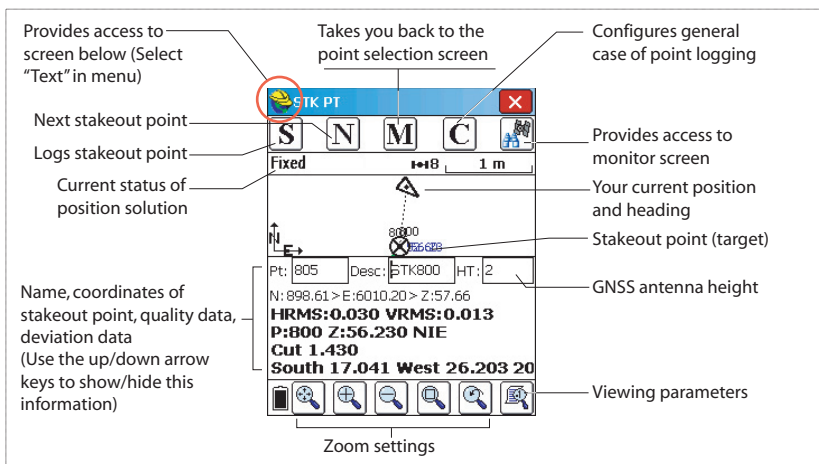 Provides access to
screen below (Select
“Text” in menu)
Takes you back to the
point selection screen
Configures general
case of point logging
STK PT
Next stakeout point
S N M C
Logs stakeout point
Provides access to
monitor screen
Fixed 8 1 m
Current status of
position solution
Your current position
and heading
N
E
800
Stakeout point (target)
Pt: 805 Desc: STK800 HT: 2
GNSS antenna height
Name, coordinates of
stakeout point, quality data,
deviation data
(Use the up/down arrow
keys to show/hide this
information)
N: 898.61>E:6010.20> Z:57.66
HRMS:0.030 VRMS:0.013
P:800 Z:56.230 NIE
Cut 1.430
South 17.041 West 26.203 20
Viewing parameters
Zoom settings